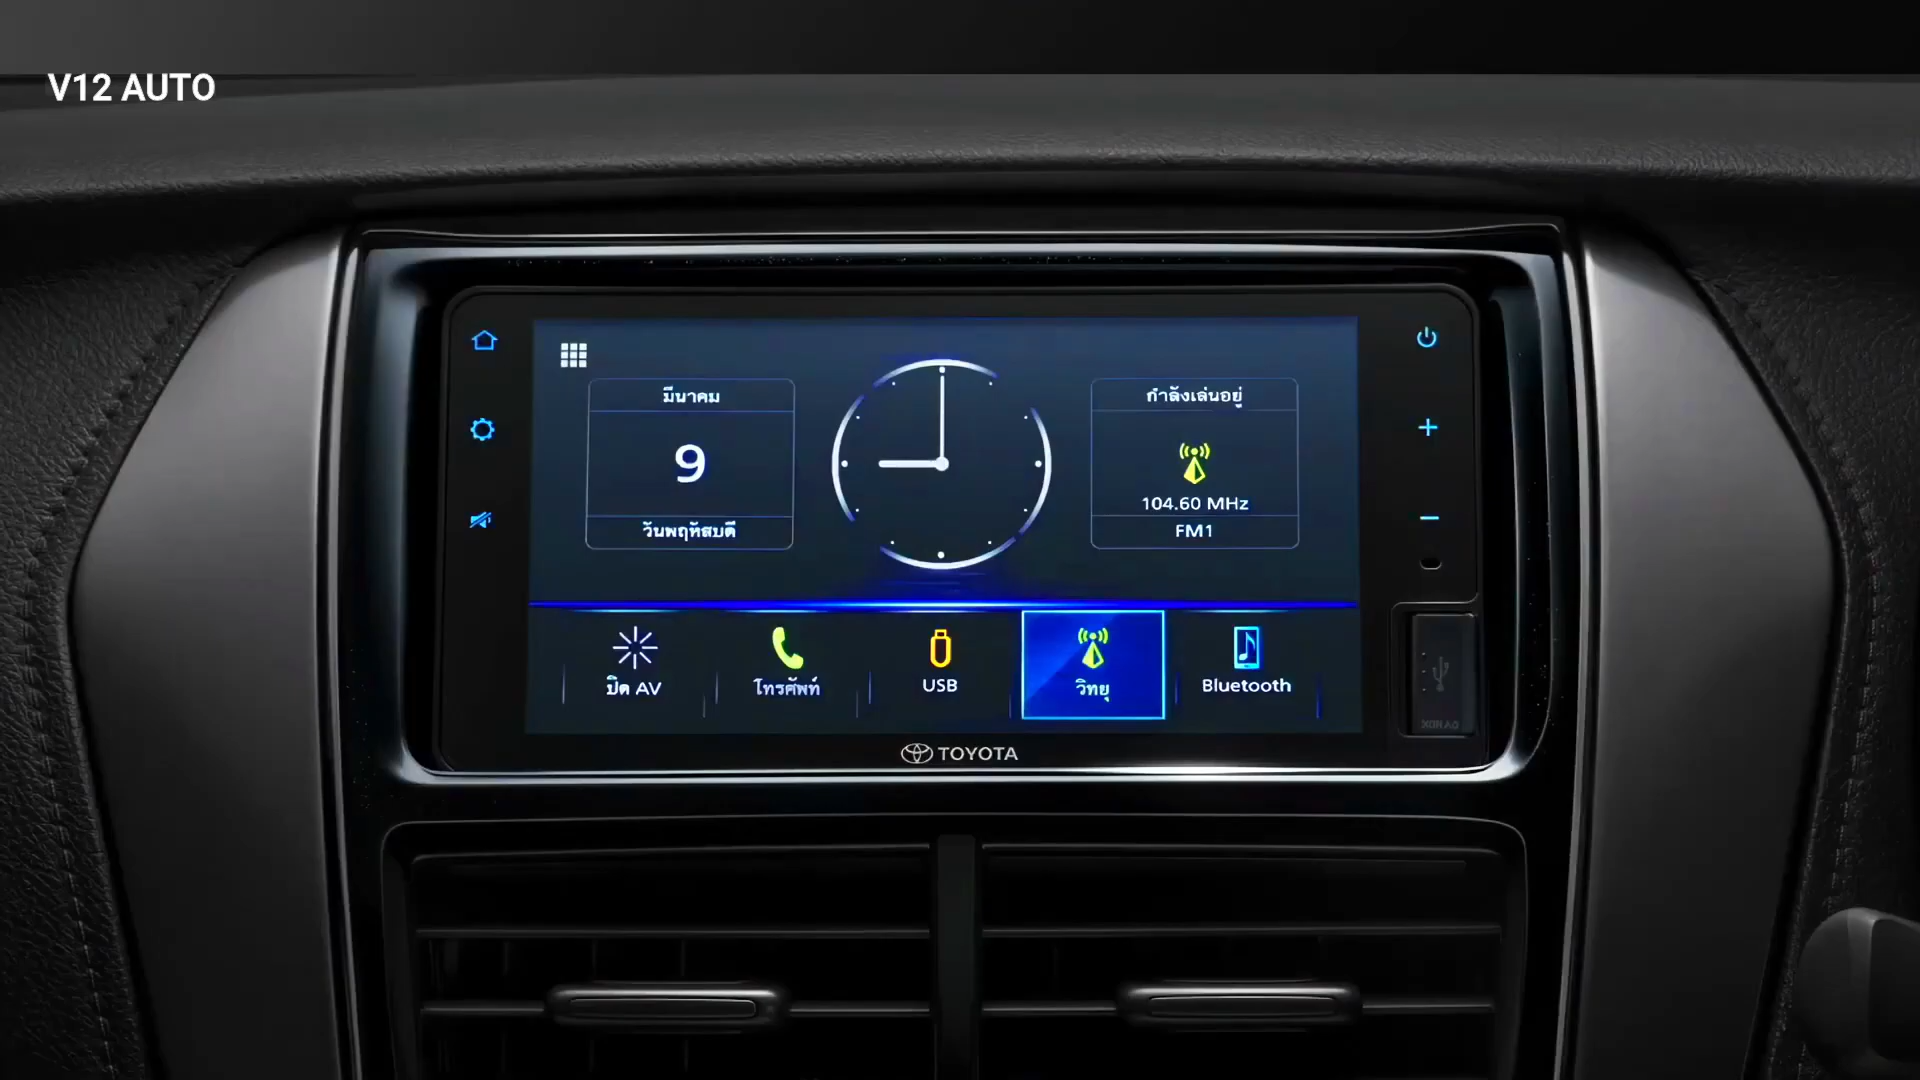 V12 AUTO
มีนาคม
9
วันพฤหัสบดี
กำลังเล่นอยู่
104.60 MHz
FM1
ปิด AV
โทรศัพท์
USB
วิทยุ
Bluetooth
TOYOTA